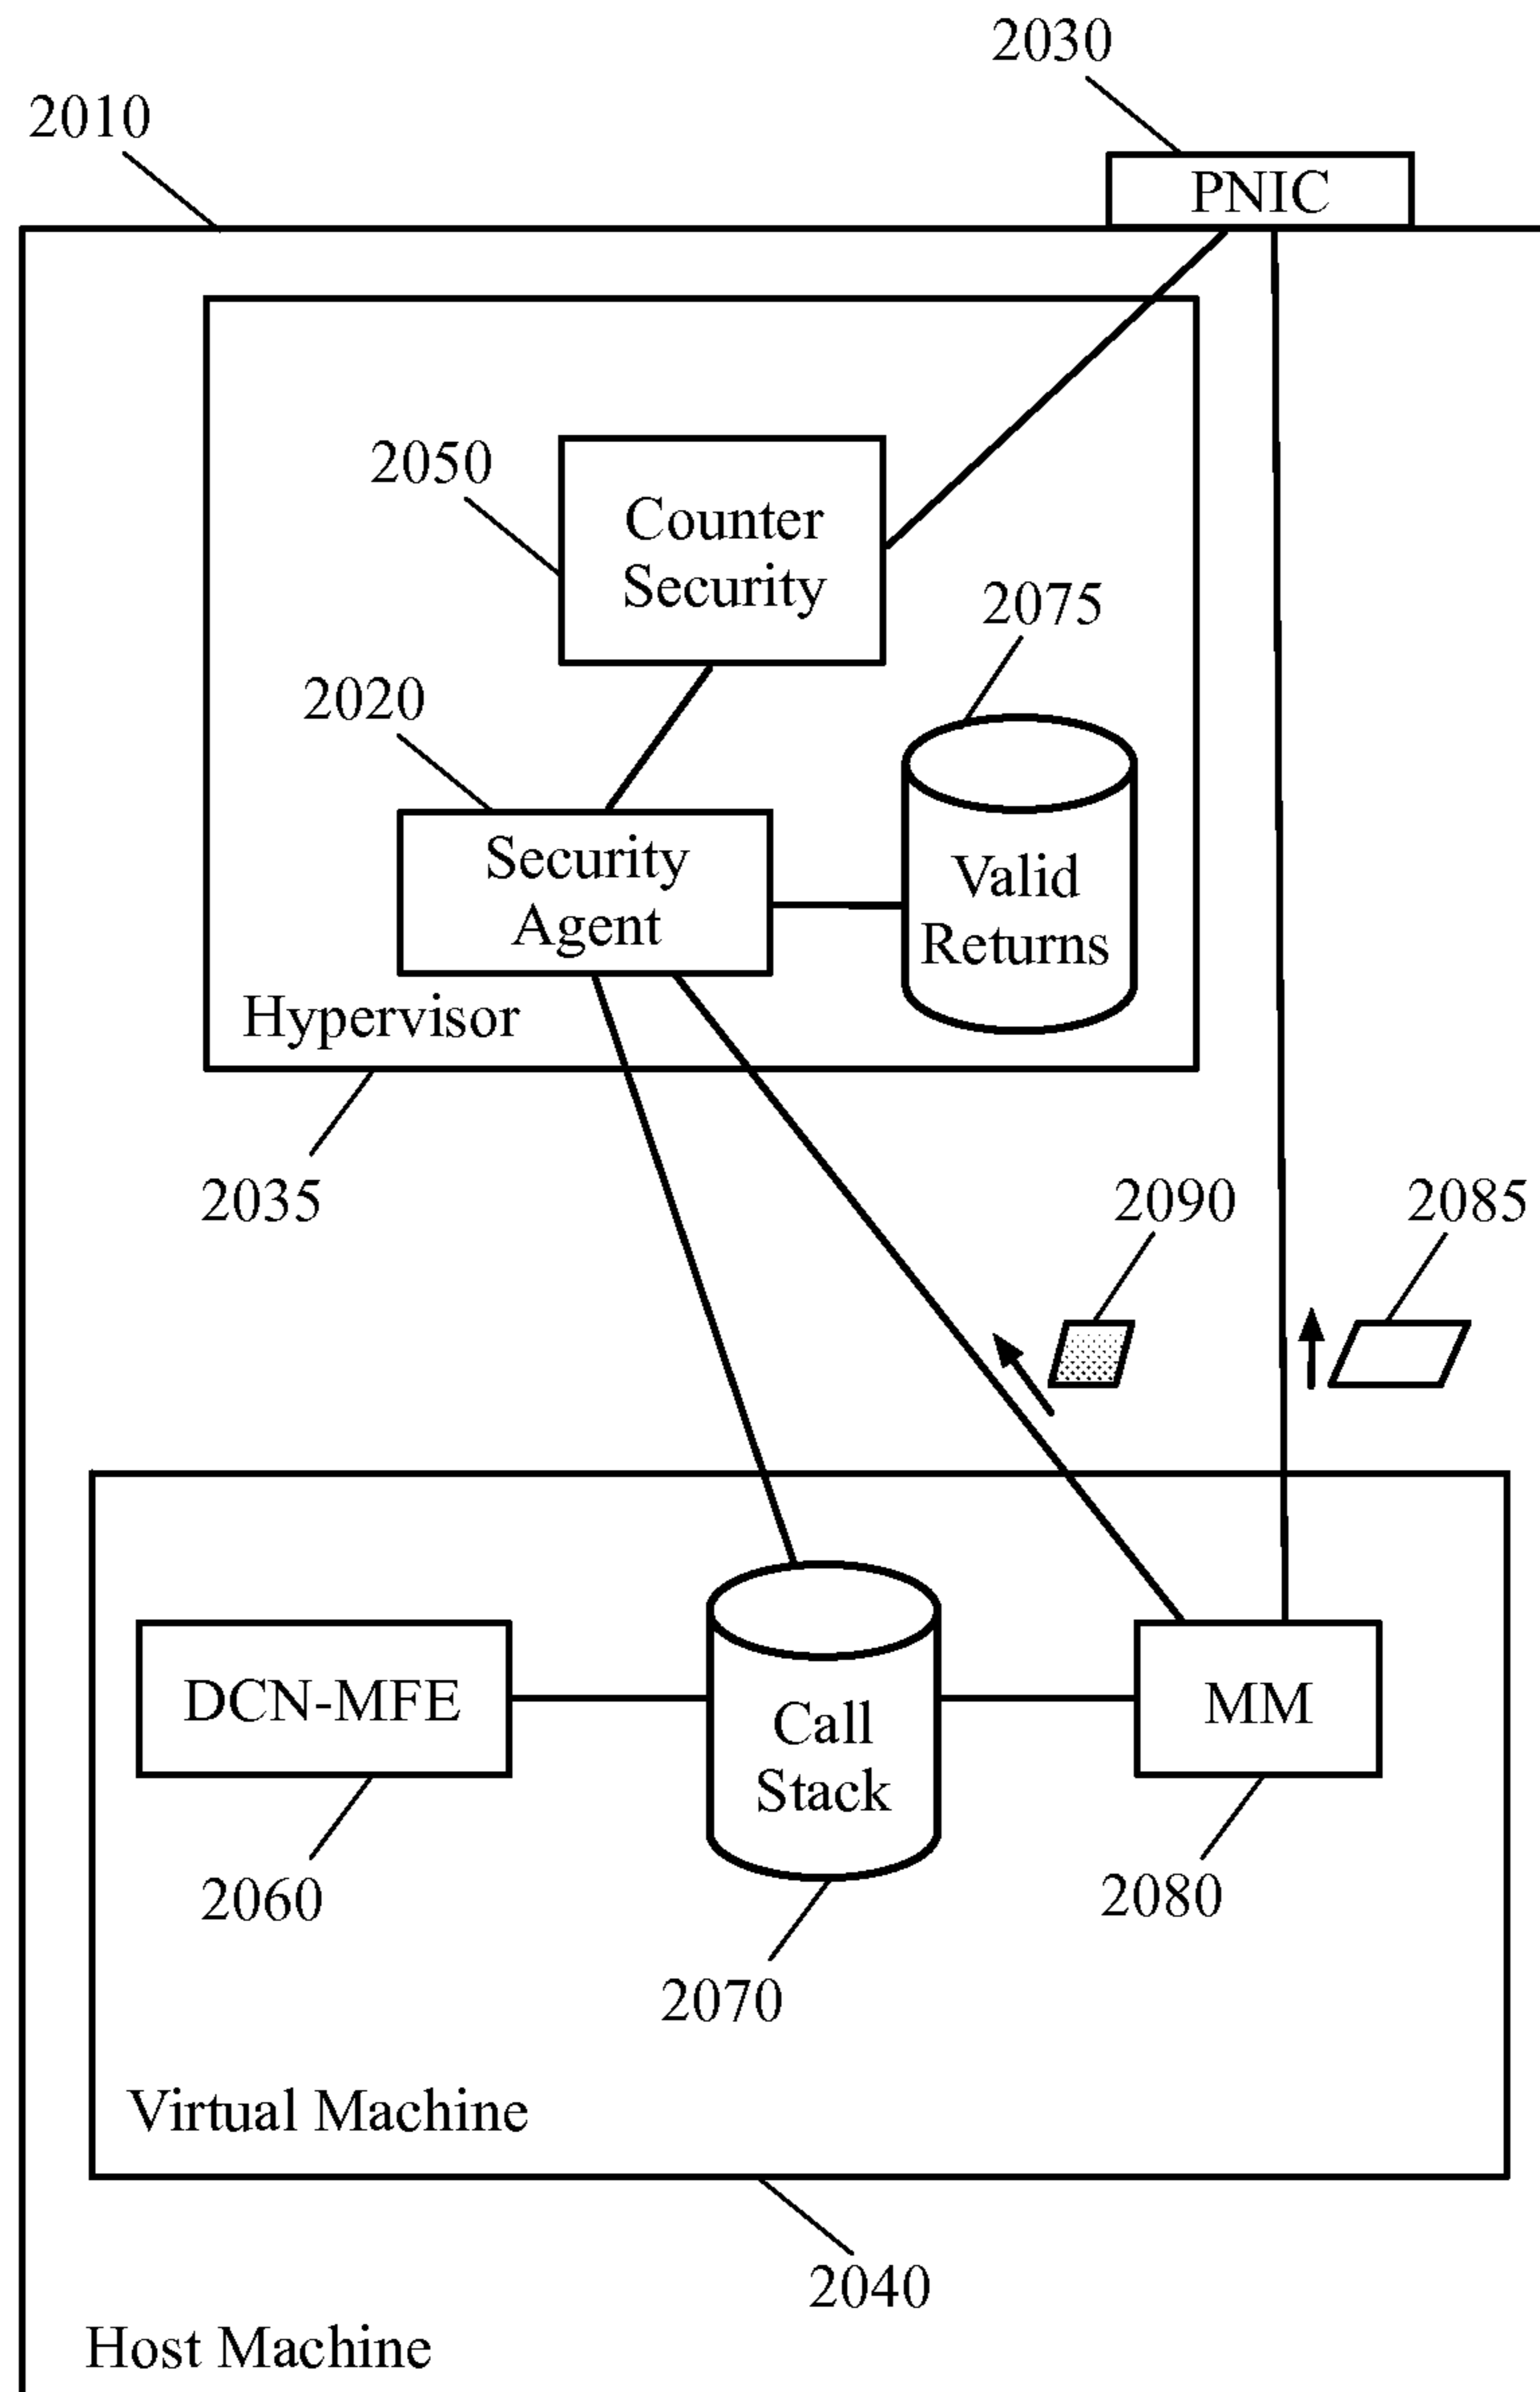 2030
2010
PNIC
2050
Counter
Security
2075
2020
Security
Agent
Valid
Returns
Hypervisor
2035
2090
2085
DCN-MFE
Call
Stack
MM
2060
2080
2070
Virtual Machine
2040
Host Machine